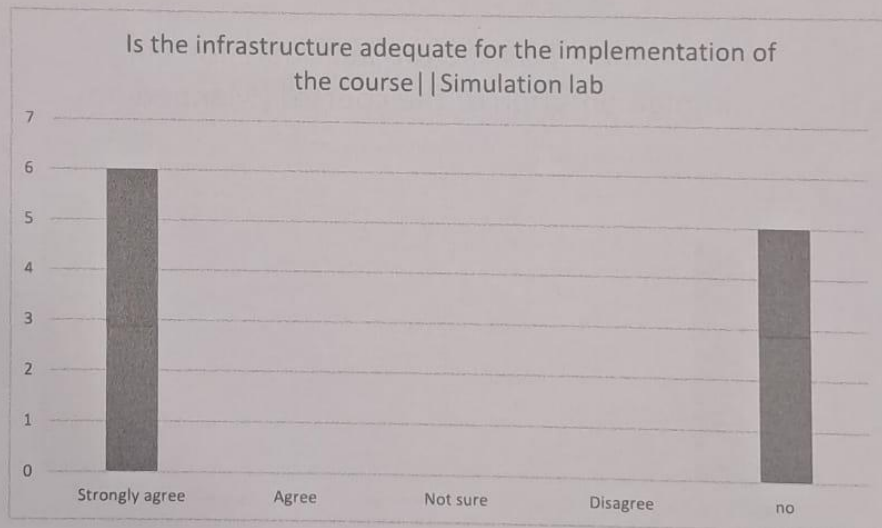 Is the infrastructure adequate for the implementation of
the course||Simulation lab
7
6
5
4
3
2
1
0
Strongly agree Agree Not sure Disagree no